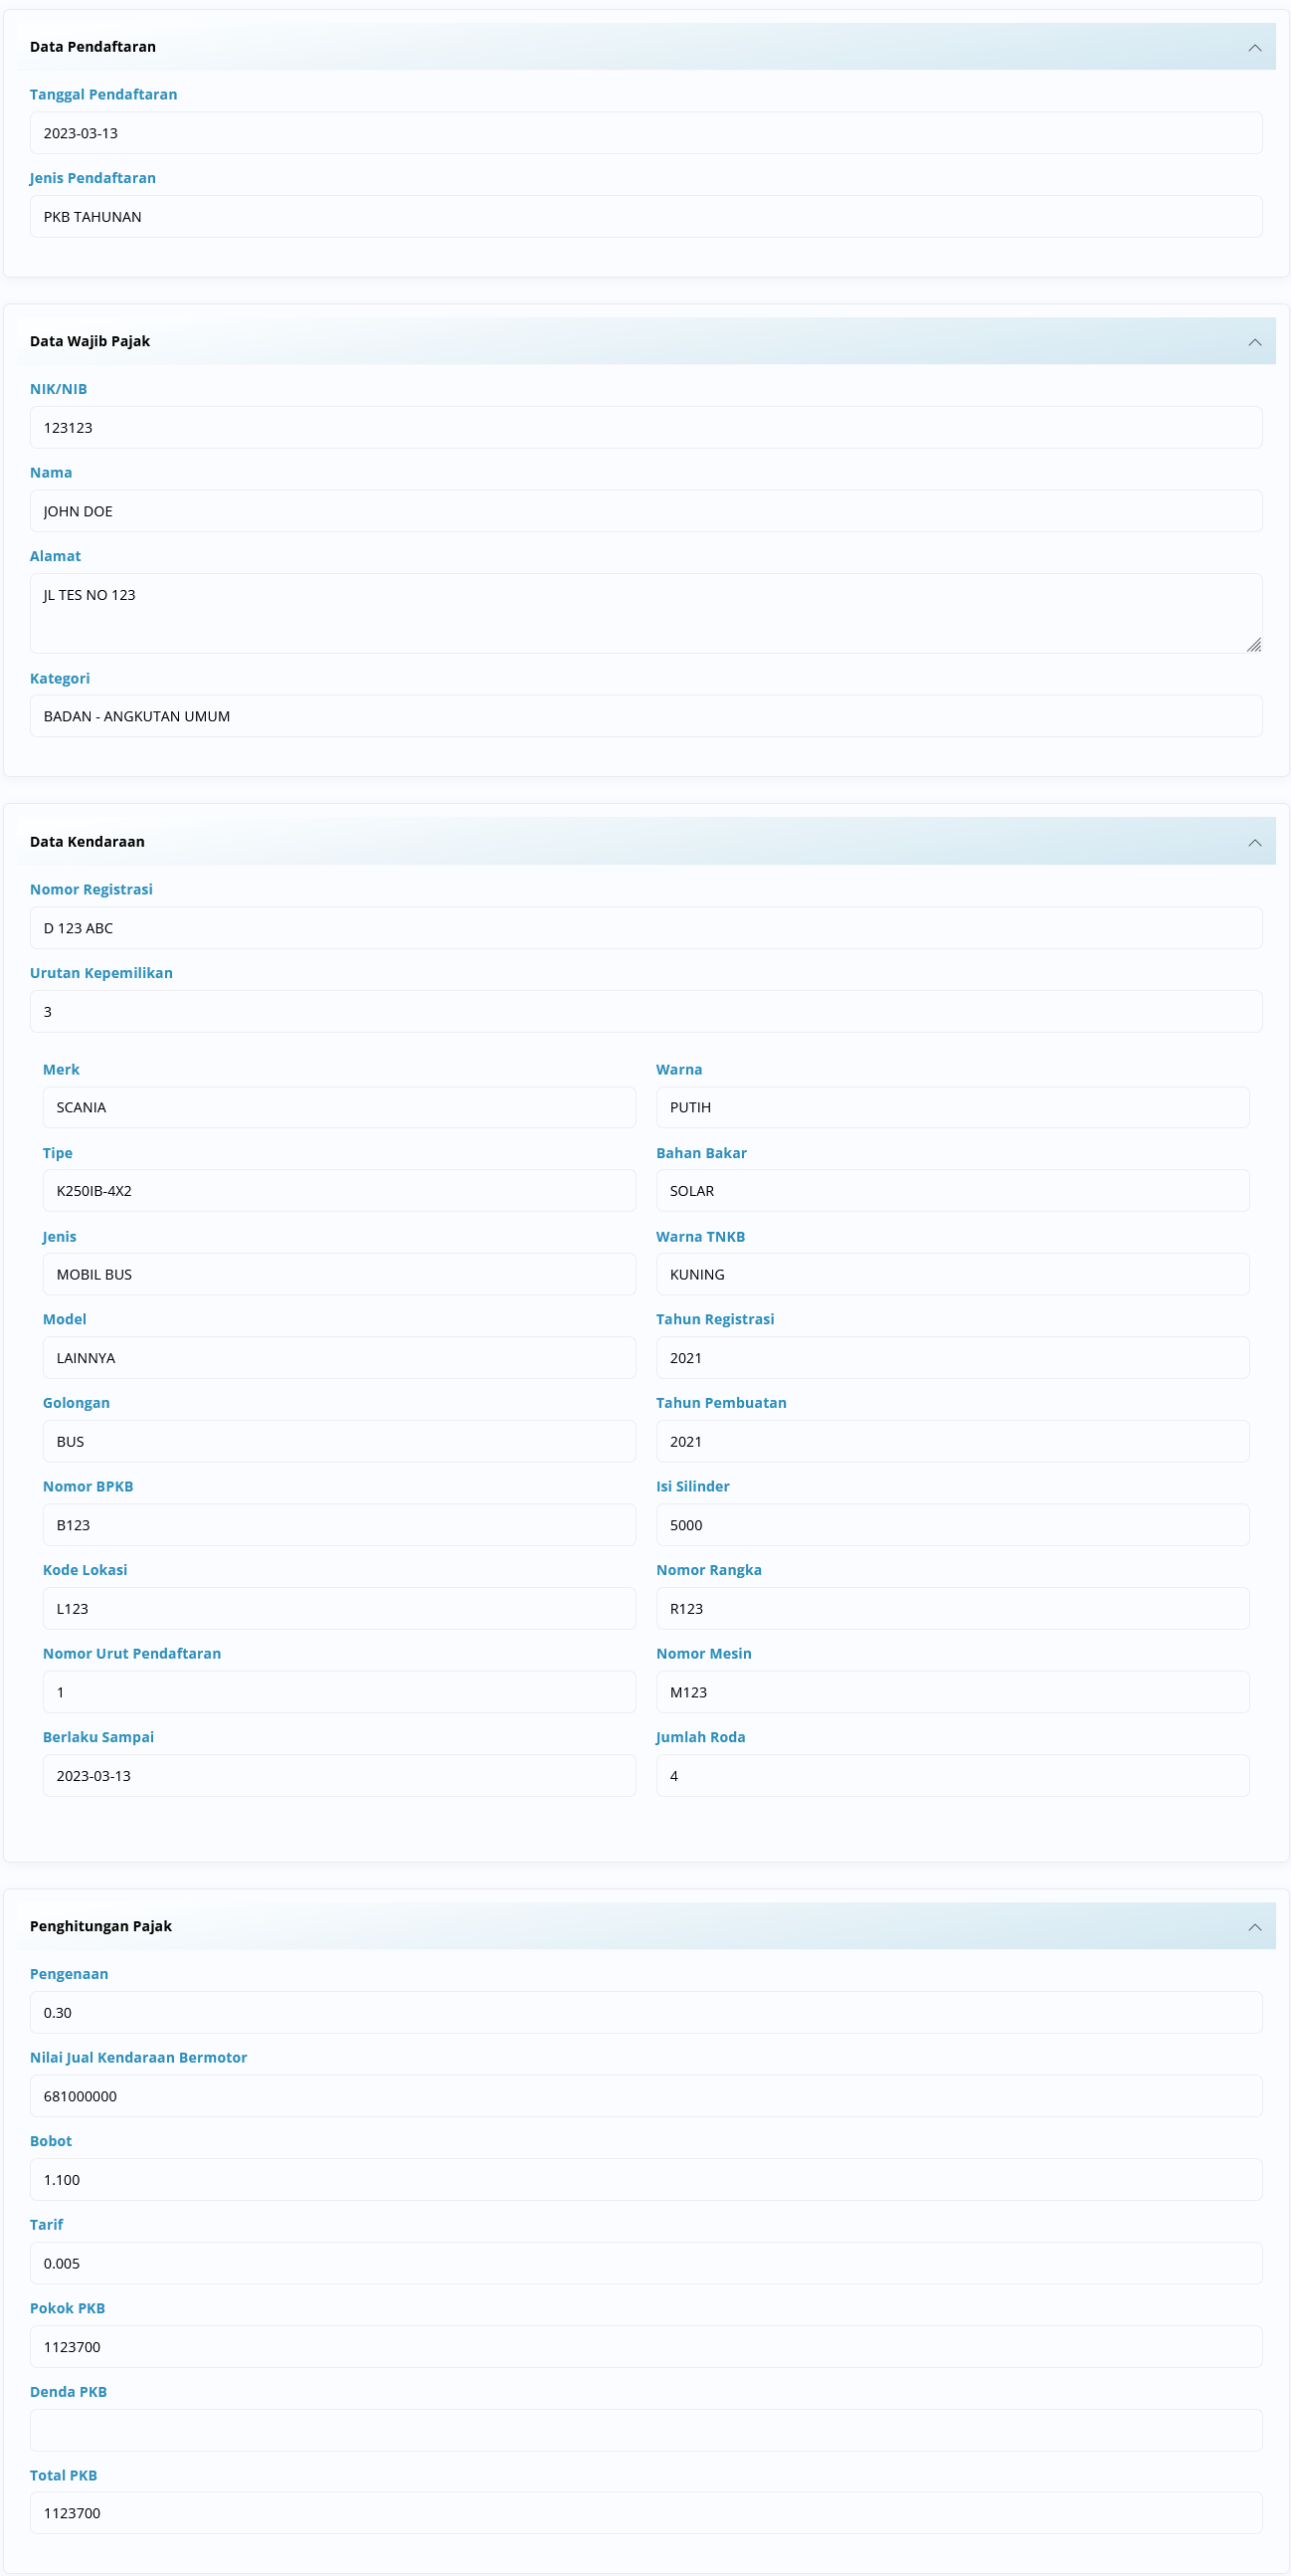 Data Pendaftaran
Tanggal Pendaftaran
2023-03-13
Jenis Pendaftaran
PKB TAHUNAN
Data Wajib Pajak
NIK/NIB
123123
Nama
JOHN DOE
Alamat
JL TES NO 123
Kategori
BADAN - ANGKUTAN UMUM
Data Kendaraan
Nomor Registrasi
D 123 ABC
Urutan Kepemilikan
3
Merk
SCANIA
Tipe
K250IB-4X2
Jenis
MOBIL BUS
Model
LAINNYA
Golongan
BUS
Nomor BPKB
B123
Kode Lokasi
L123
Nomor Urut Pendaftaran
1
Berlaku Sampai
2023-03-13
Warna
PUTIH
Bahan Bakar
SOLAR
Warna TNKB
KUNING
Tahun Registrasi
2021
Tahun Pembuatan
2021
Isi Silinder
5000
Nomor Rangka
R123
Nomor Mesin
M123
Jumlah Roda
4
Penghitungan Pajak
Pengenaan
0.30
Nilai Jual Kendaraan Bermotor
681000000
Bobot
1.100
Tarif
0.005
Pokok PKB
1123700
Denda PKB
Total PKB
1123700